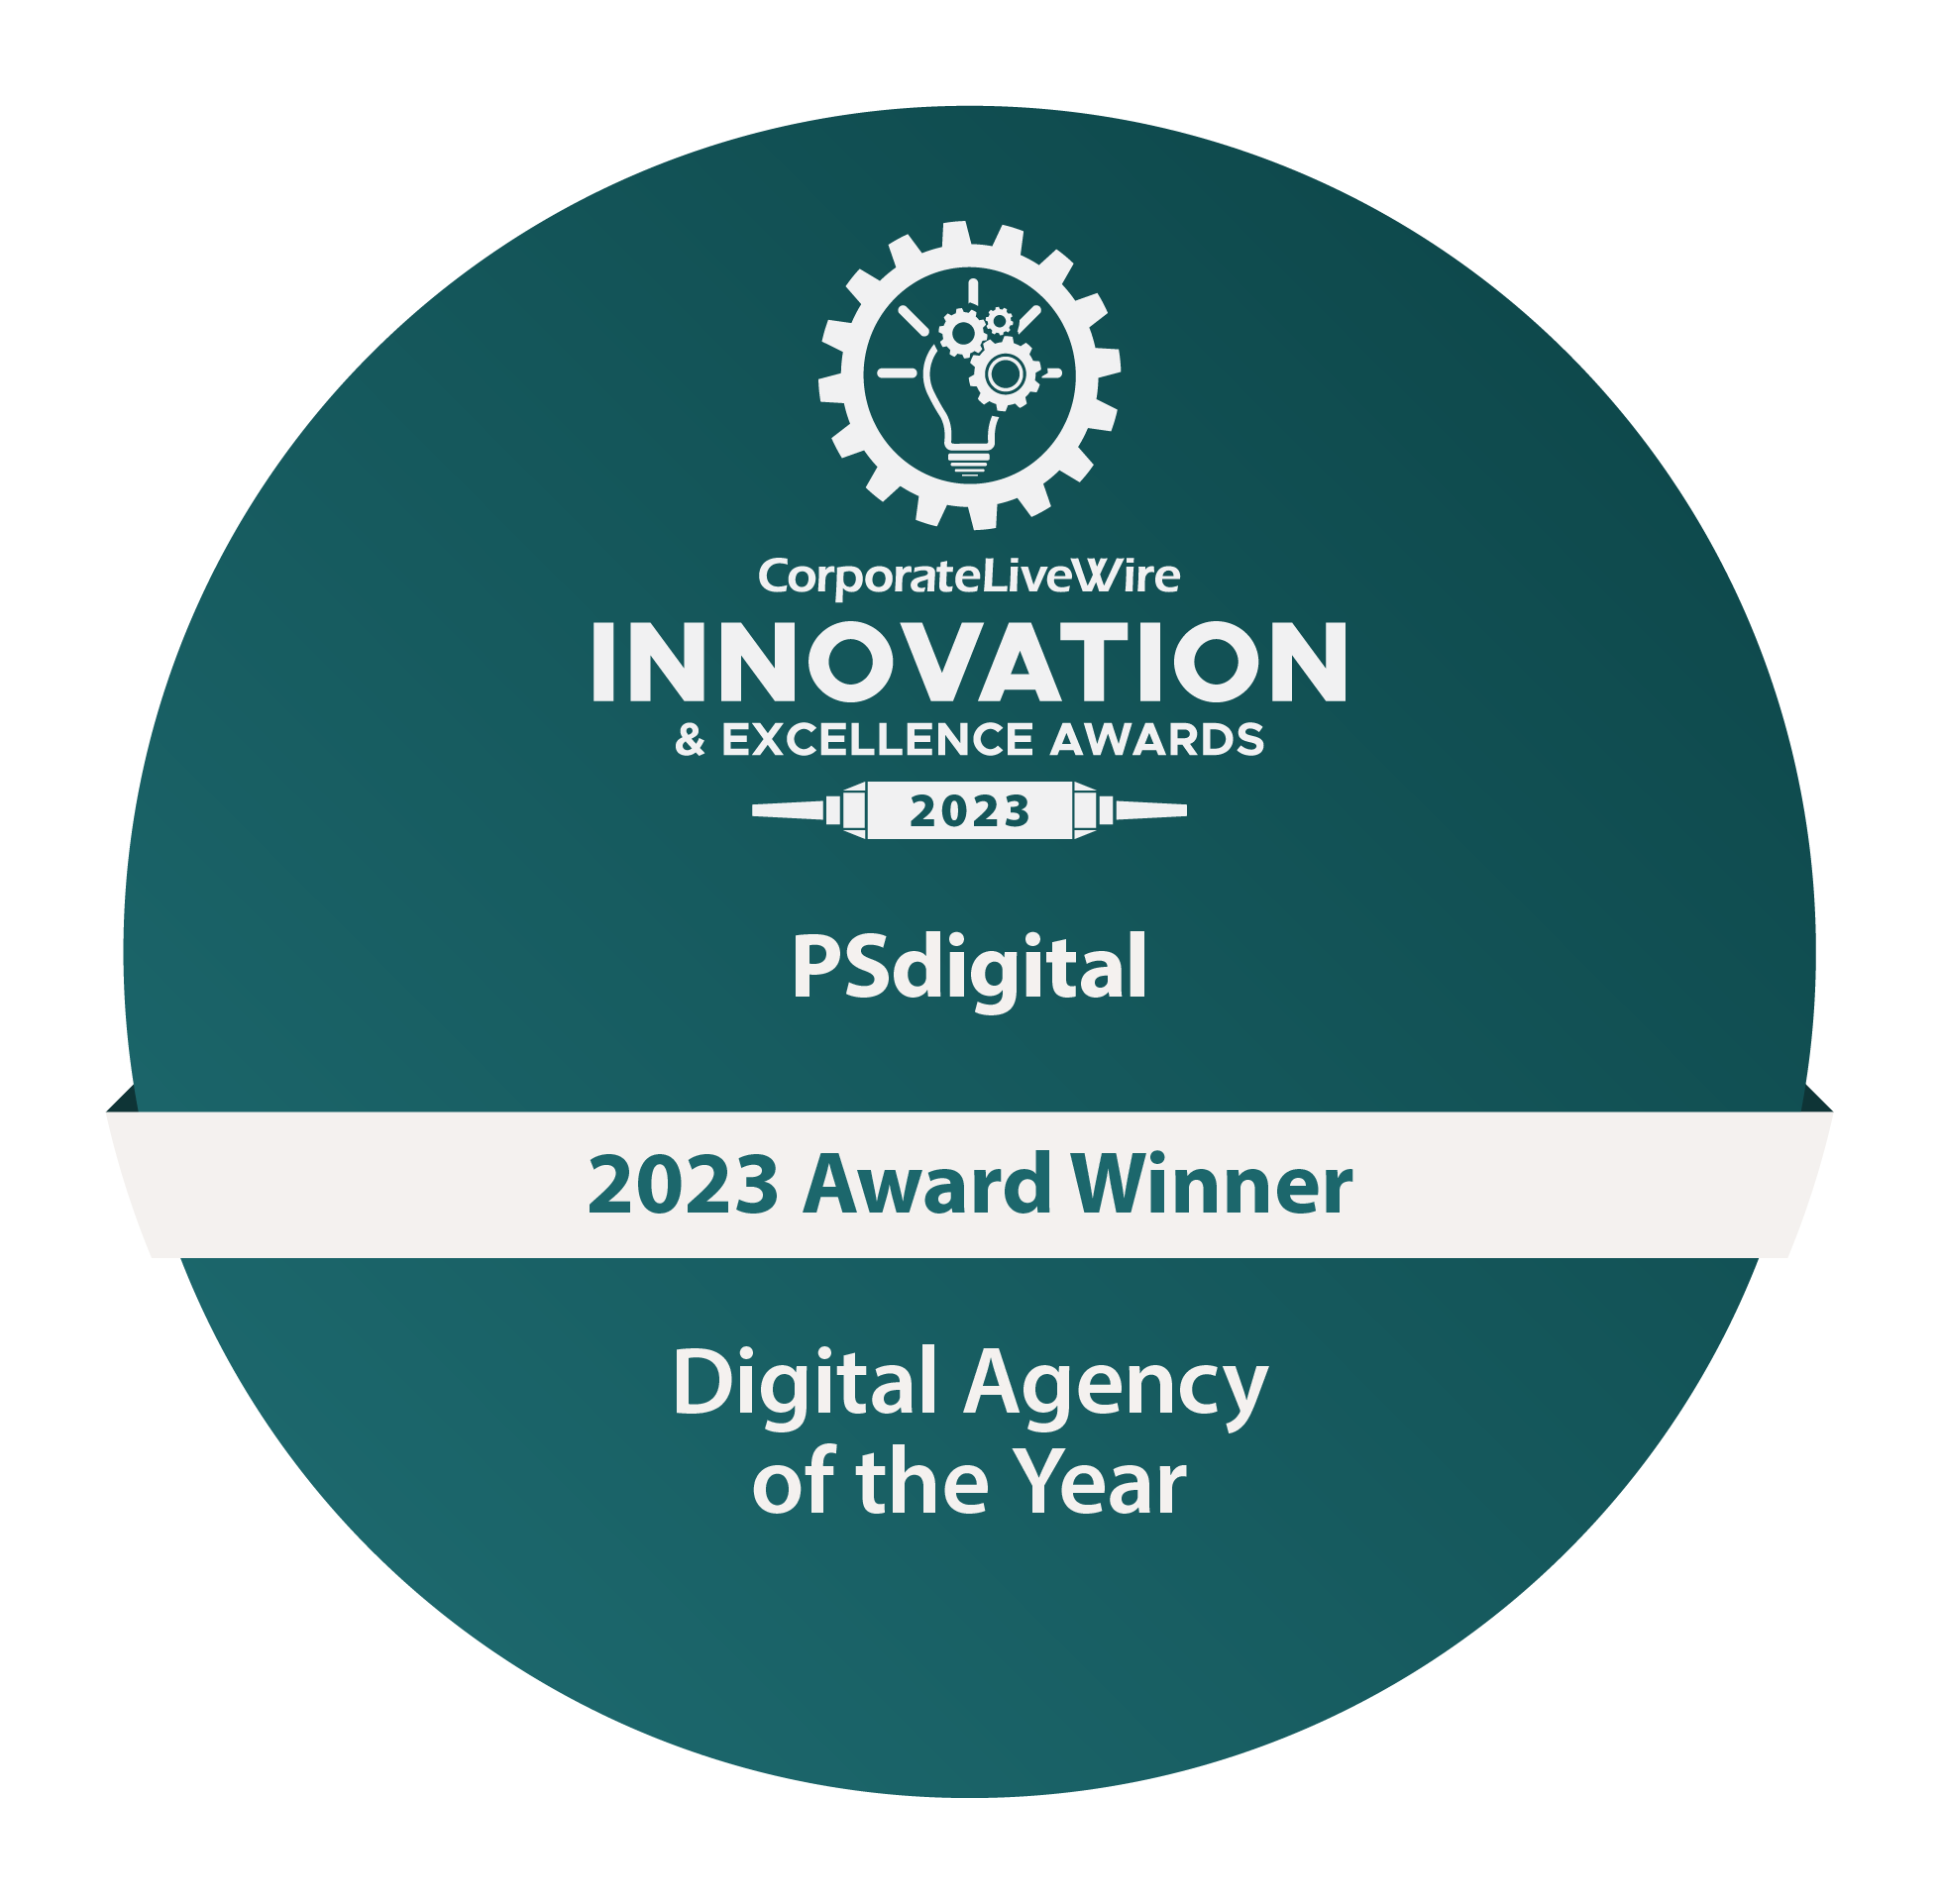 CorporateLiveWire
INNOVATION
& EXCELLENCE AWARDS
2023
PSdigital
2023 Award Winner
Digital Agency
of the Year